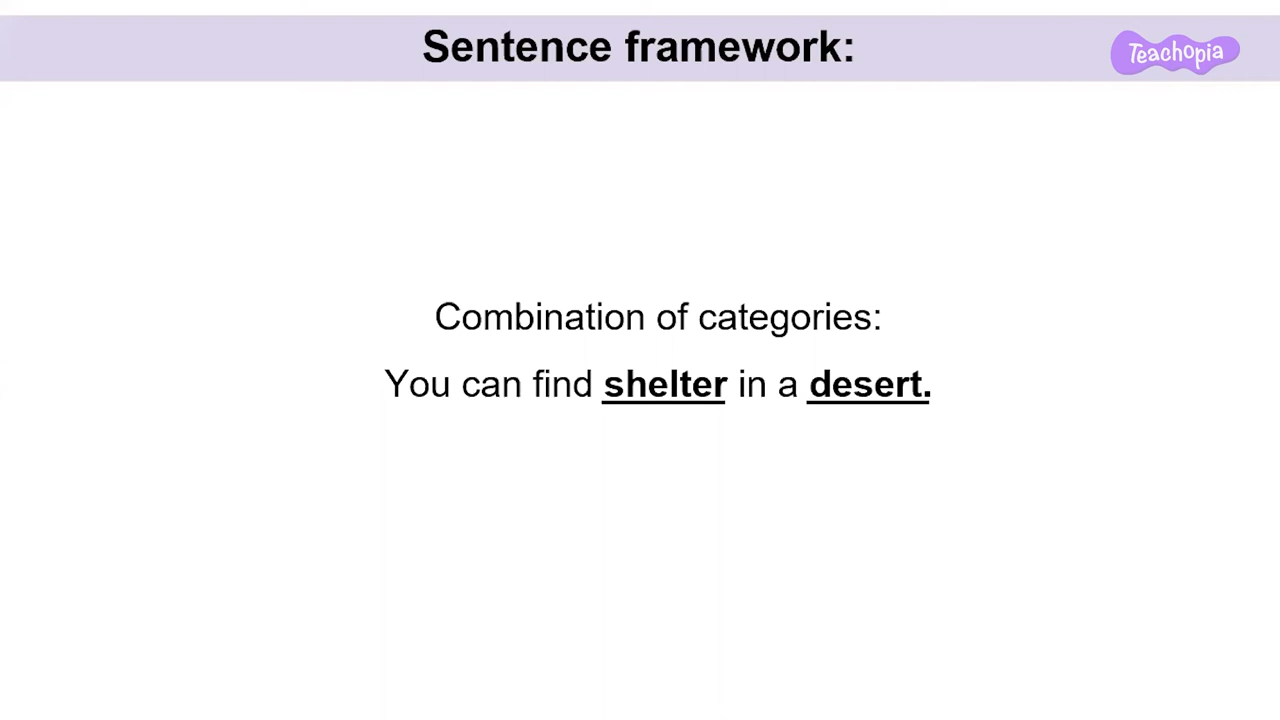 Sentence framework:
Teachopia
Combination of categories:
You can find shelter in a desert.